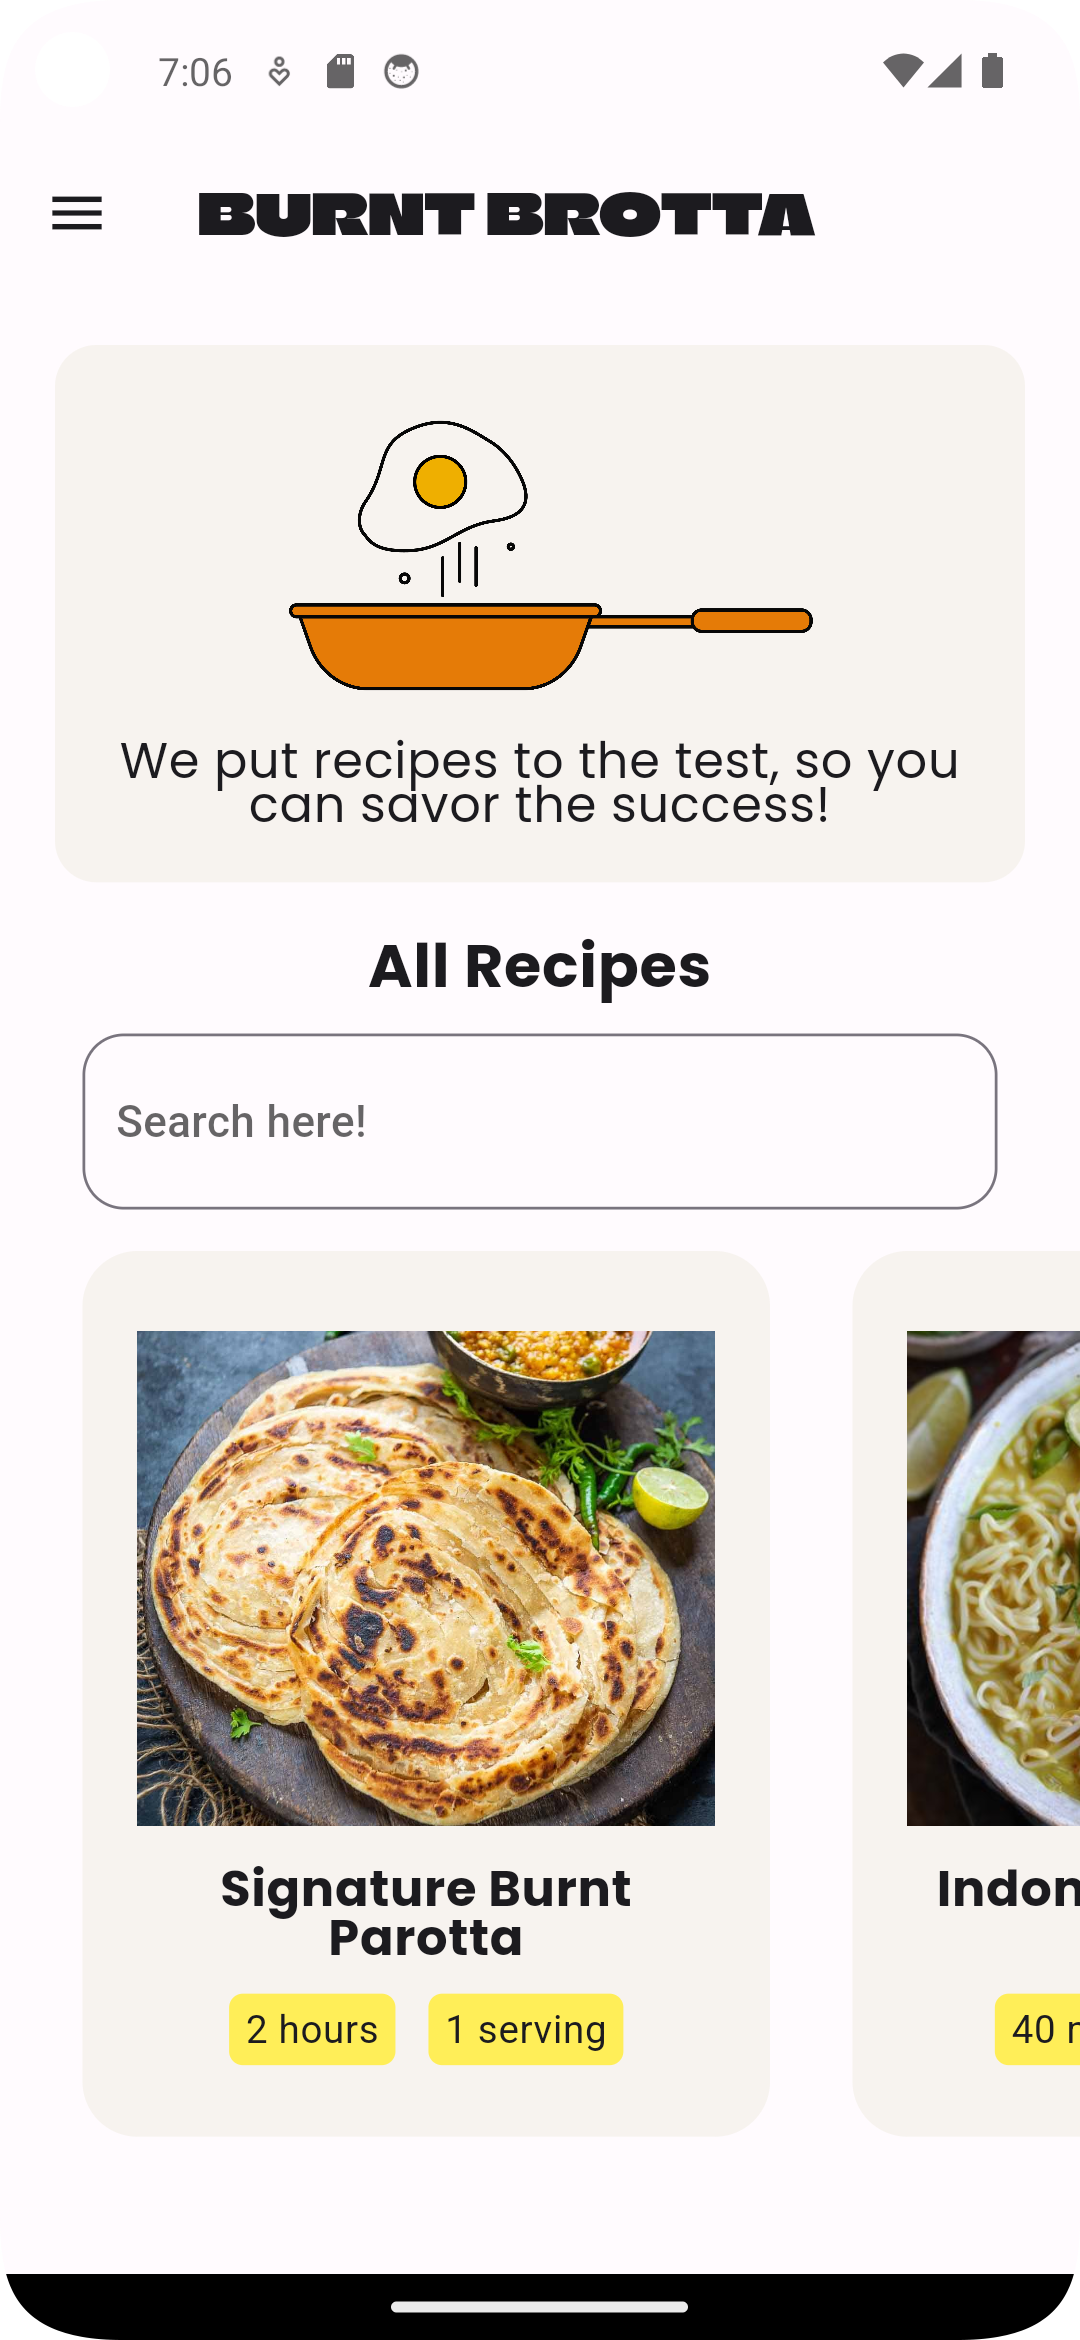 7:06
BURNT BROTTA
We put recipes to the test, so you
can savor the success!
All Recipes
Search here!
Signature Burnt
Parotta
2 hours
1 serving
40